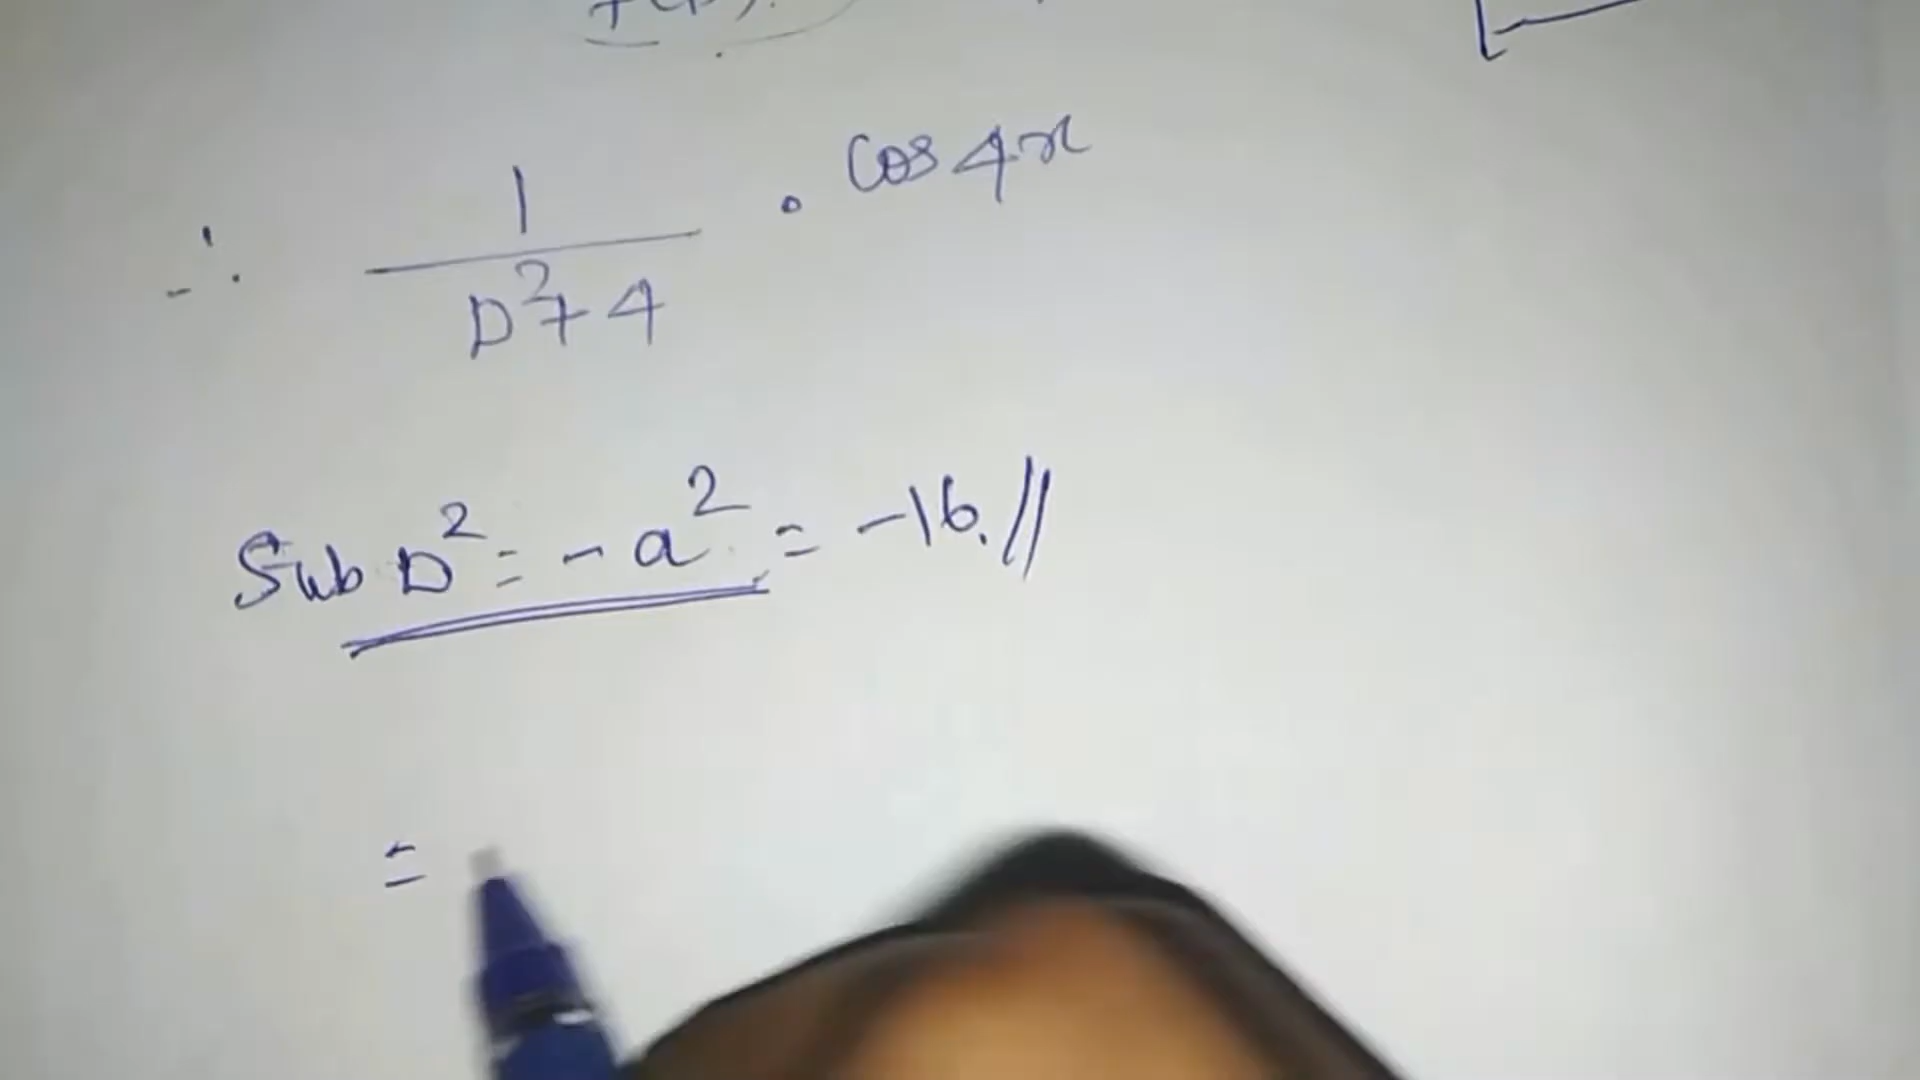 ∴ 1/(D²+4) . cos 4x
Sub D² = -a² = -16. //
=